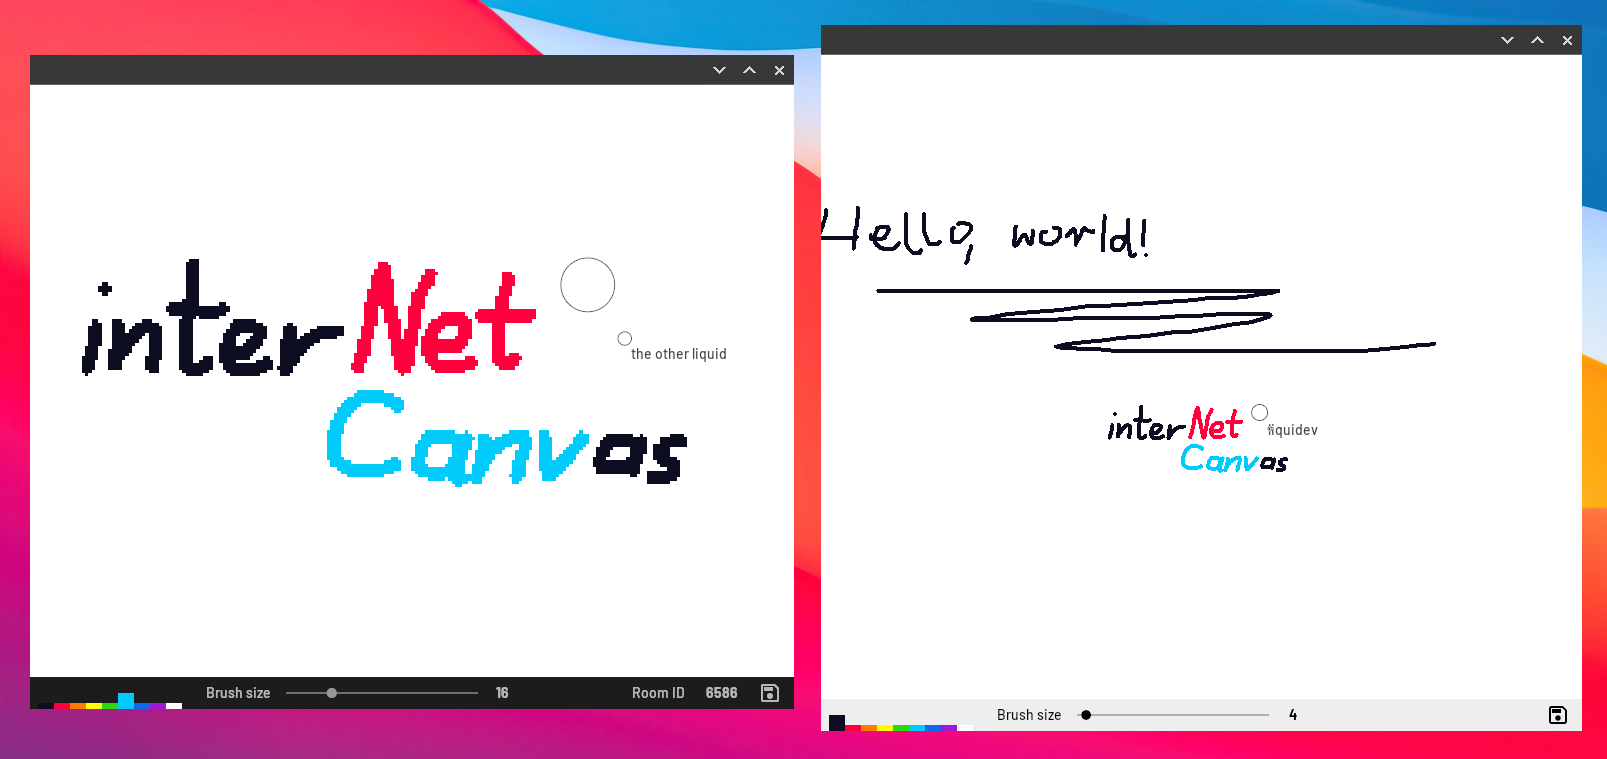 interNet
the other liquid
Canvas
Brush size 16 Room ID 6586
Hello, world!
interNet
liquidev
Canvas
Brush size 4